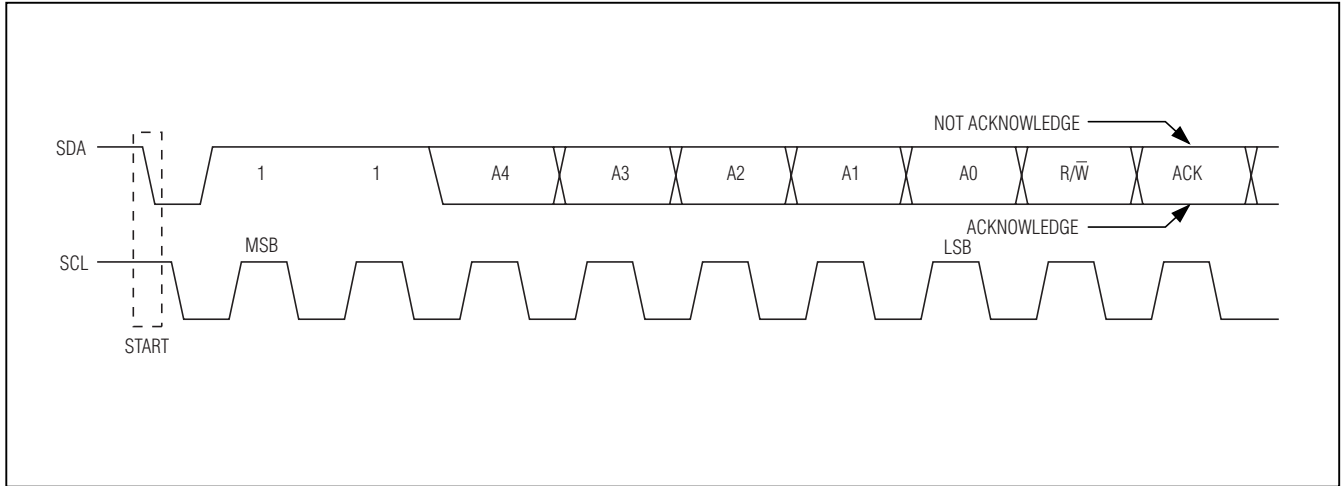 NOT ACKNOWLEDGE
SDA
1 1 A4 A3 A2 A1 A0 R/W̅ ACK
ACKNOWLEDGE
MSB LSB
SCL
START